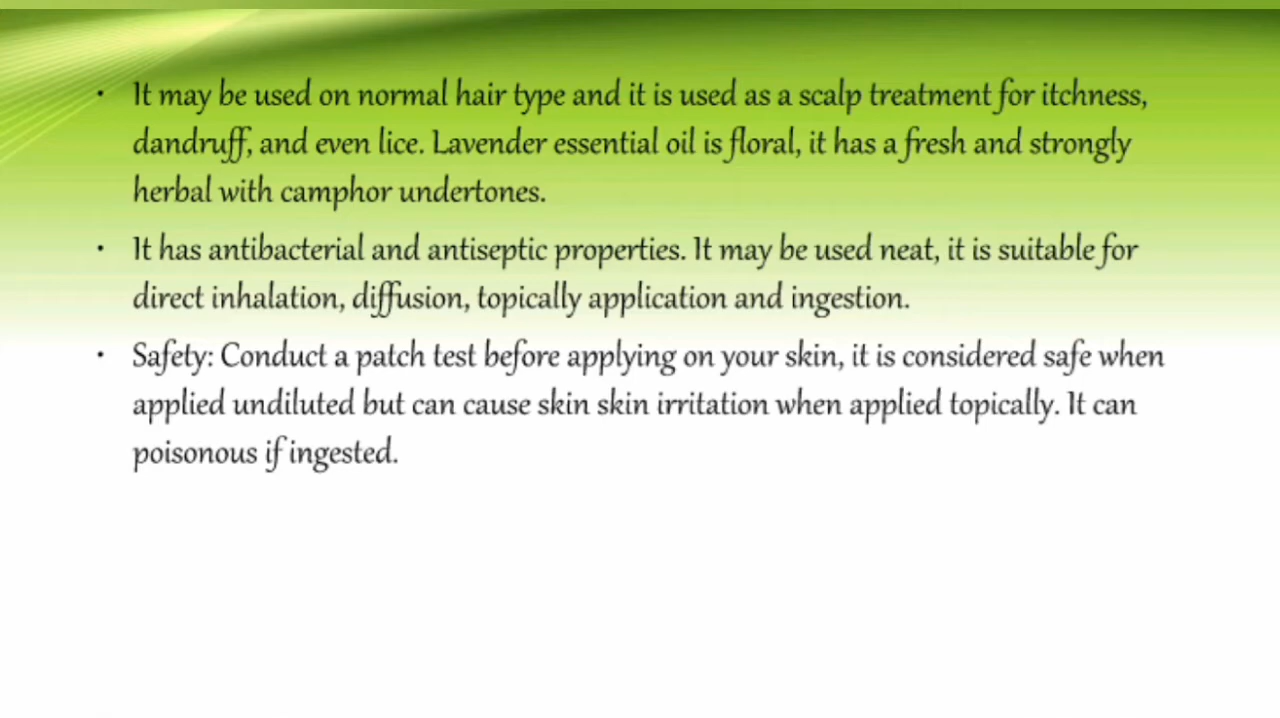 • It may be used on normal hair type and it is used as a scalp treatment for itchness,
dandruff, and even lice. Lavender essential oil is floral, it has a fresh and strongly
herbal with camphor undertones.
• It has antibacterial and antiseptic properties. It may be used neat, it is suitable for
direct inhalation, diffusion, topically application and ingestion.
• Safety: Conduct a patch test before applying on your skin, it is considered safe when
applied undiluted but can cause skin skin irritation when applied topically. It can
poisonous if ingested.